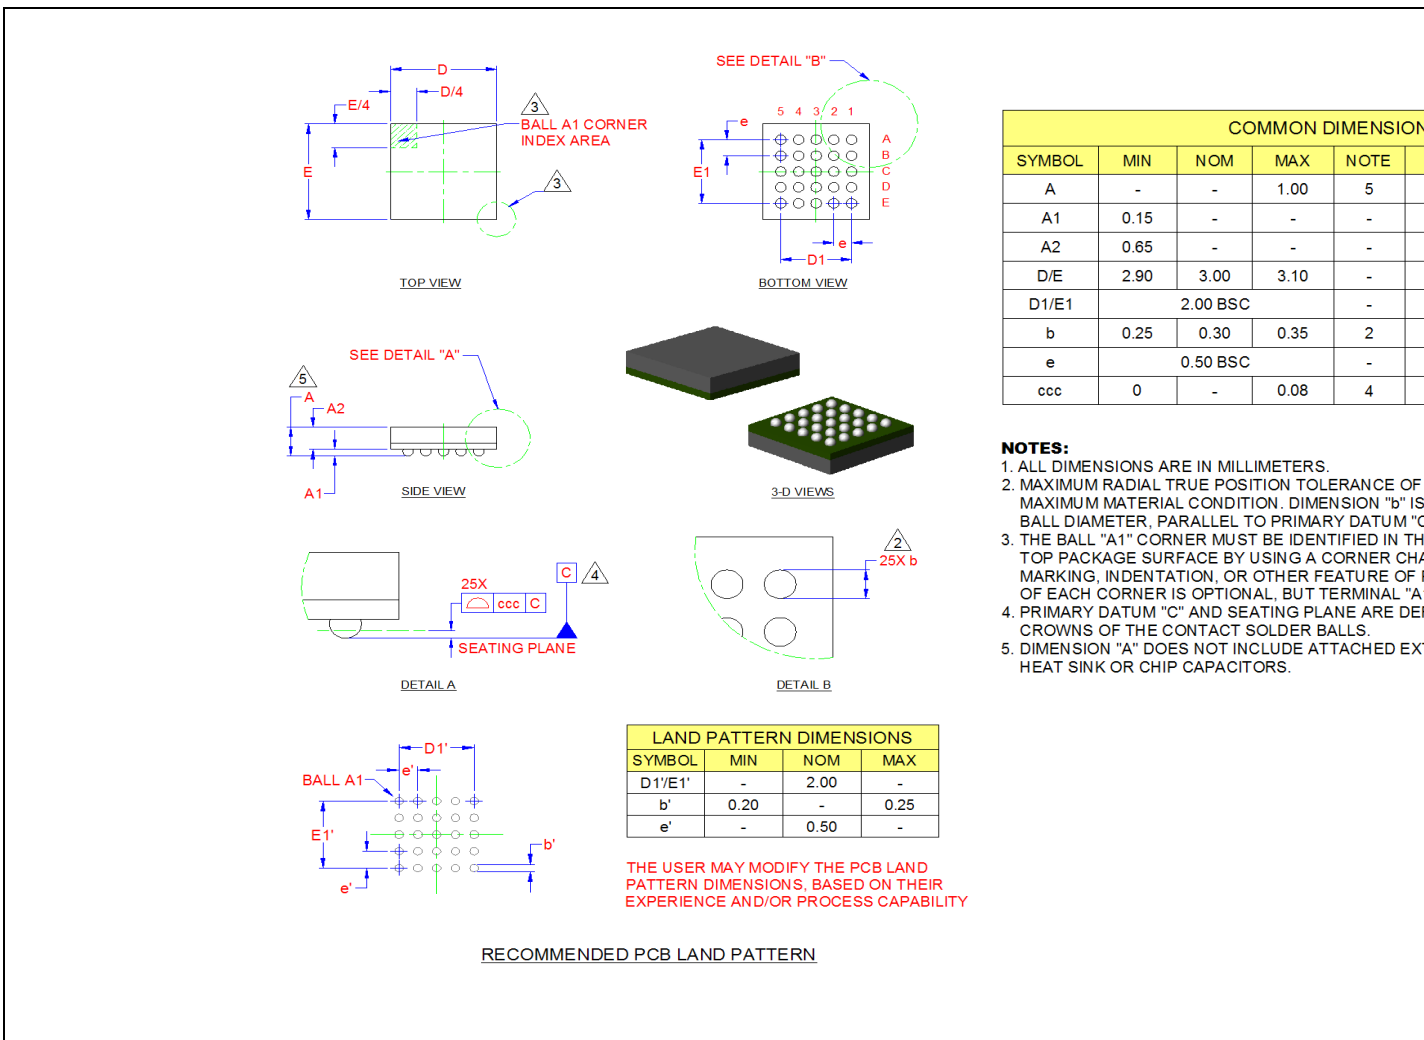 D
D/4
E/4
3
BALL A1 CORNER
INDEX AREA
E
3
TOP VIEW
SEE DETAIL "B"
5 4 3 2 1
e
A
B
E1
C
D
E
e
D1
BOTTOM VIEW
COMMON DIMENSION
SYMBOL MIN NOM MAX NOTE
A - - 1.00 5
A1 0.15 - - -
A2 0.65 - - -
D/E 2.90 3.00 3.10 -
D1/E1 2.00 BSC -
b 0.25 0.30 0.35 2
e 0.50 BSC -
ccc 0 - 0.08 4
SEE DETAIL "A"
5
A
A2
A1
SIDE VIEW
3-D VIEWS
NOTES:
1. ALL DIMENSIONS ARE IN MILLIMETERS.
2. MAXIMUM RADIAL TRUE POSITION TOLERANCE OF
MAXIMUM MATERIAL CONDITION. DIMENSION "b" IS
BALL DIAMETER, PARALLEL TO PRIMARY DATUM
3. THE BALL "A1" CORNER MUST BE IDENTIFIED IN
TOP PACKAGE SURFACE BY USING A CORNER
MARKING, INDENTATION, OR OTHER FEATURE OF
OF EACH CORNER IS OPTIONAL, BUT TERMINAL
4. PRIMARY DATUM "C" AND SEATING PLANE ARE
CROWNS OF THE CONTACT SOLDER BALLS.
5. DIMENSION "A" DOES NOT INCLUDE ATTACHED
HEAT SINK OR CHIP CAPACITORS.
25X
ccc C
C
4
SEATING PLANE
DETAIL A
2
25X b
DETAIL B
D1'
e'
BALL A1
E1'
b'
e'
LAND PATTERN DIMENSIONS
SYMBOL MIN NOM MAX
D1'/E1' - 2.00 -
b' 0.20 - 0.25
e' - 0.50 -
THE USER MAY MODIFY THE PCB LAND
PATTERN DIMENSIONS, BASED ON THEIR
EXPERIENCE AND/OR PROCESS CAPABILITY
RECOMMENDED PCB LAND PATTERN